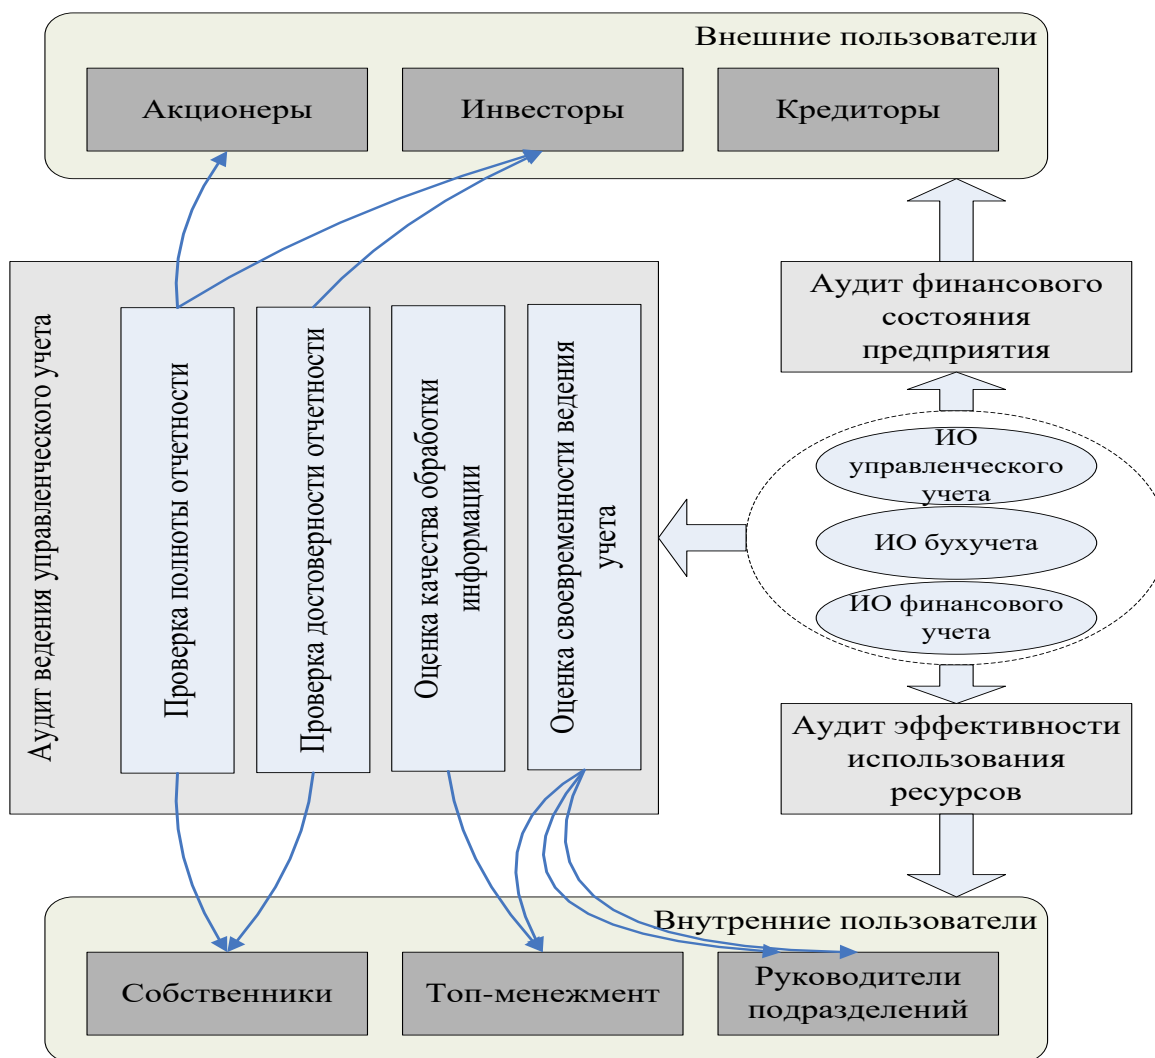 Внешние пользователи
Акционеры
Инвесторы
Кредиторы
Аудит ведения управленческого учета
Проверка полноты отчетности
Проверка достоверности отчетности
Оценка качества обработки
информации
Оценка своевременности ведения
учета
Аудит финансового
состояния
предприятия
ИО
управленческого
учета
ИО бухучета
ИО финансового
учета
Аудит эффективности
использования
ресурсов
Внутренние пользователи
Собственники
Топ-менежмент
Руководители
подразделений